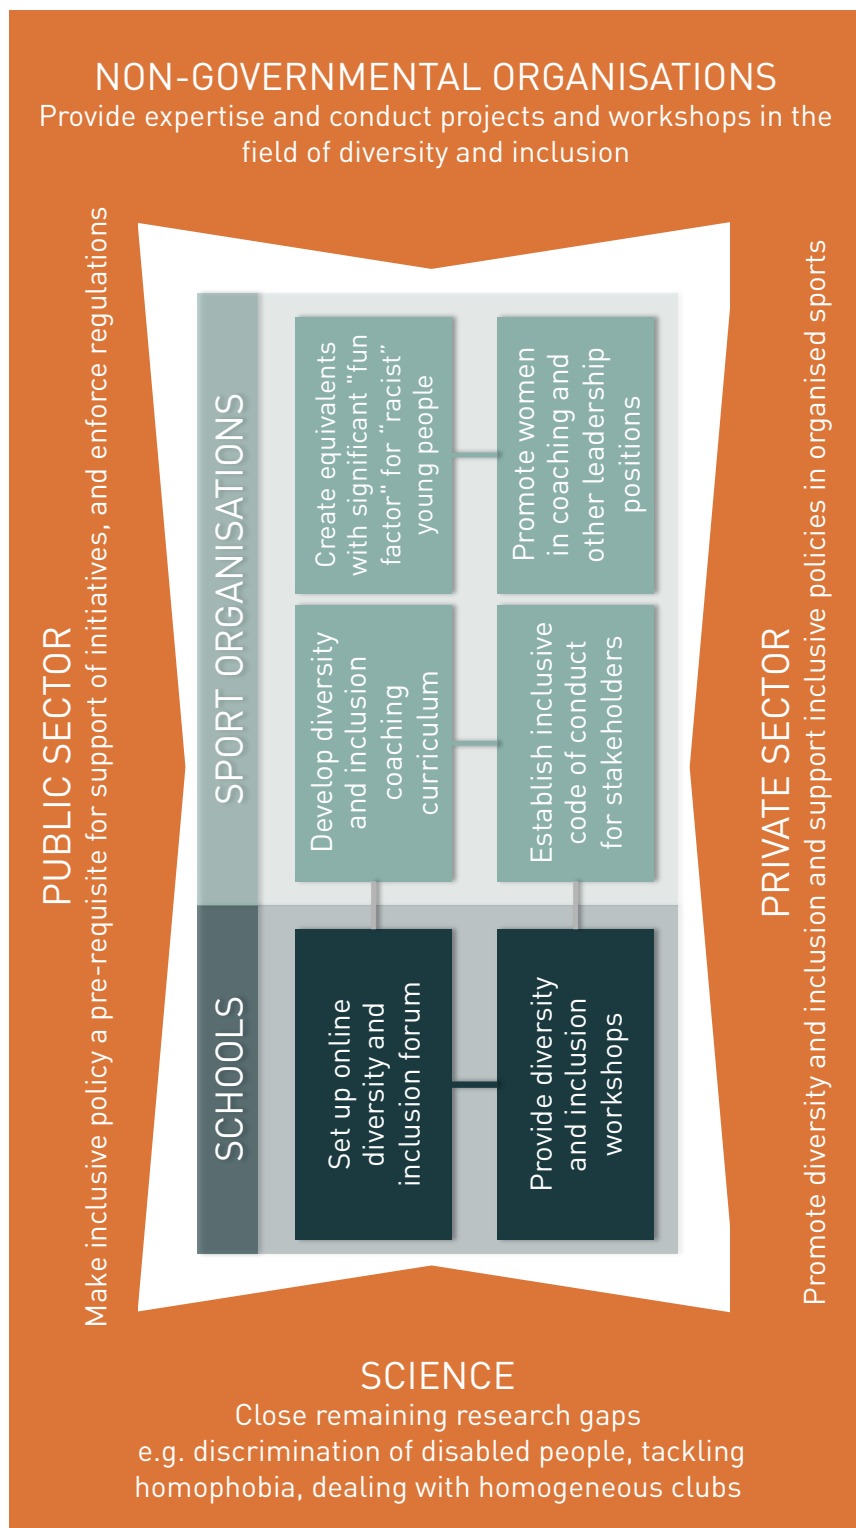 NON-GOVERNMENTAL ORGANISATIONS
Provide expertise and conduct projects and workshops in the
field of diversity and inclusion
PUBLIC SECTOR
Make inclusive policy a pre-requisite for support of initiatives, and enforce regulations
SCHOOLS
SPORT ORGANISATIONS
Set up online
diversity and
inclusion forum
Develop diversity
and inclusion
coaching
curriculum
Create equivalents
with significant "fun
factor" for “racist”
young people
Provide diversity
and inclusion
workshops
Establish inclusive
code of conduct
for stakeholders
Promote women
in coaching and
other leadership
positions
PRIVATE SECTOR
Promote diversity and inclusion and support inclusive policies in organised sports
SCIENCE
Close remaining research gaps
e.g. discrimination of disabled people, tackling
homophobia, dealing with homogeneous clubs